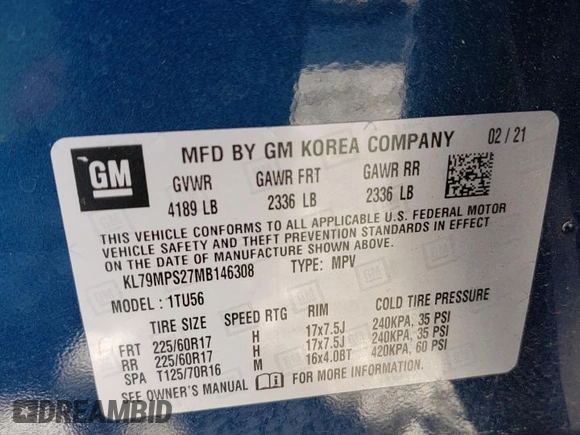 GM
MFD BY GM KOREA COMPANY 02 / 21
GVWR GAWR FRT GAWR RR
4189 LB 2336 LB 2336 LB
THIS VEHICLE CONFORMS TO ALL APPLICABLE U.S. FEDERAL MOTOR
VEHICLE SAFETY AND THEFT PREVENTION STANDARDS IN EFFECT
ON THE DATE OF MANUFACTURE SHOWN ABOVE.
KL79MPS27MB146308 TYPE: MPV
MODEL : 1TU56
TIRE SIZE SPEED RTG RIM COLD TIRE PRESSURE
FRT 225/60R17 H 17x7.5J 240KPA, 35 PSI
RR 225/60R17 H 17x7.5J 240KPA, 35 PSI
SPA T125/70R16 M 16x4.0BT 420KPA, 60 PSI
SEE OWNER'S MANUAL FOR MORE INFORMATION
DREAMBID